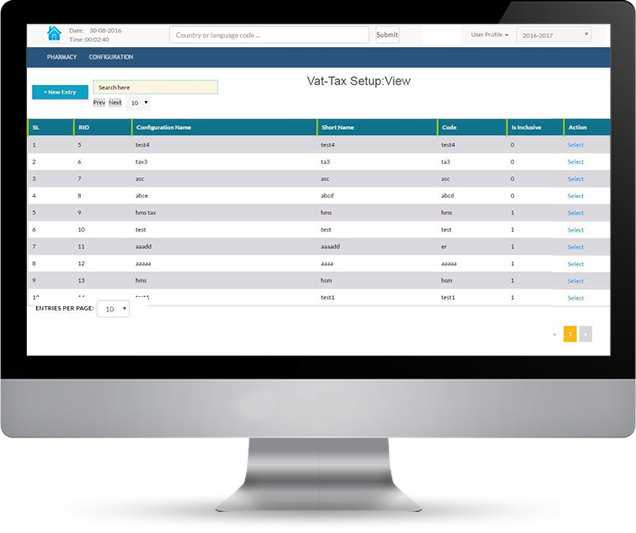 Date: 30-08-2016
Time:00:02:40
Country or language code ...
Submit
User Profile
2016-2017
PHARMACY CONFIGURATION
Vat-Tax Setup:View
+ New Entry
Search here
Prev Next 10
SL RID Configuration Name Short Name Code Is Inclusive Action
1 5 test4 test4 test4 0 Select
2 6 tax3 ta3 ta3 0 Select
3 7 asc asc asc 0 Select
4 8 abce abcd abcd 0 Select
5 9 hms tax hms hms 1 Select
6 10 test test test 1 Select
7 11 aaadd aaaadd er 1 Select
8 12 aaaaa aaaa aaaaa 1 Select
9 13 hms hsm hsm 1 Select
test1 test1 1 Select
ENTRIES PER PAGE: 10
« 1 »